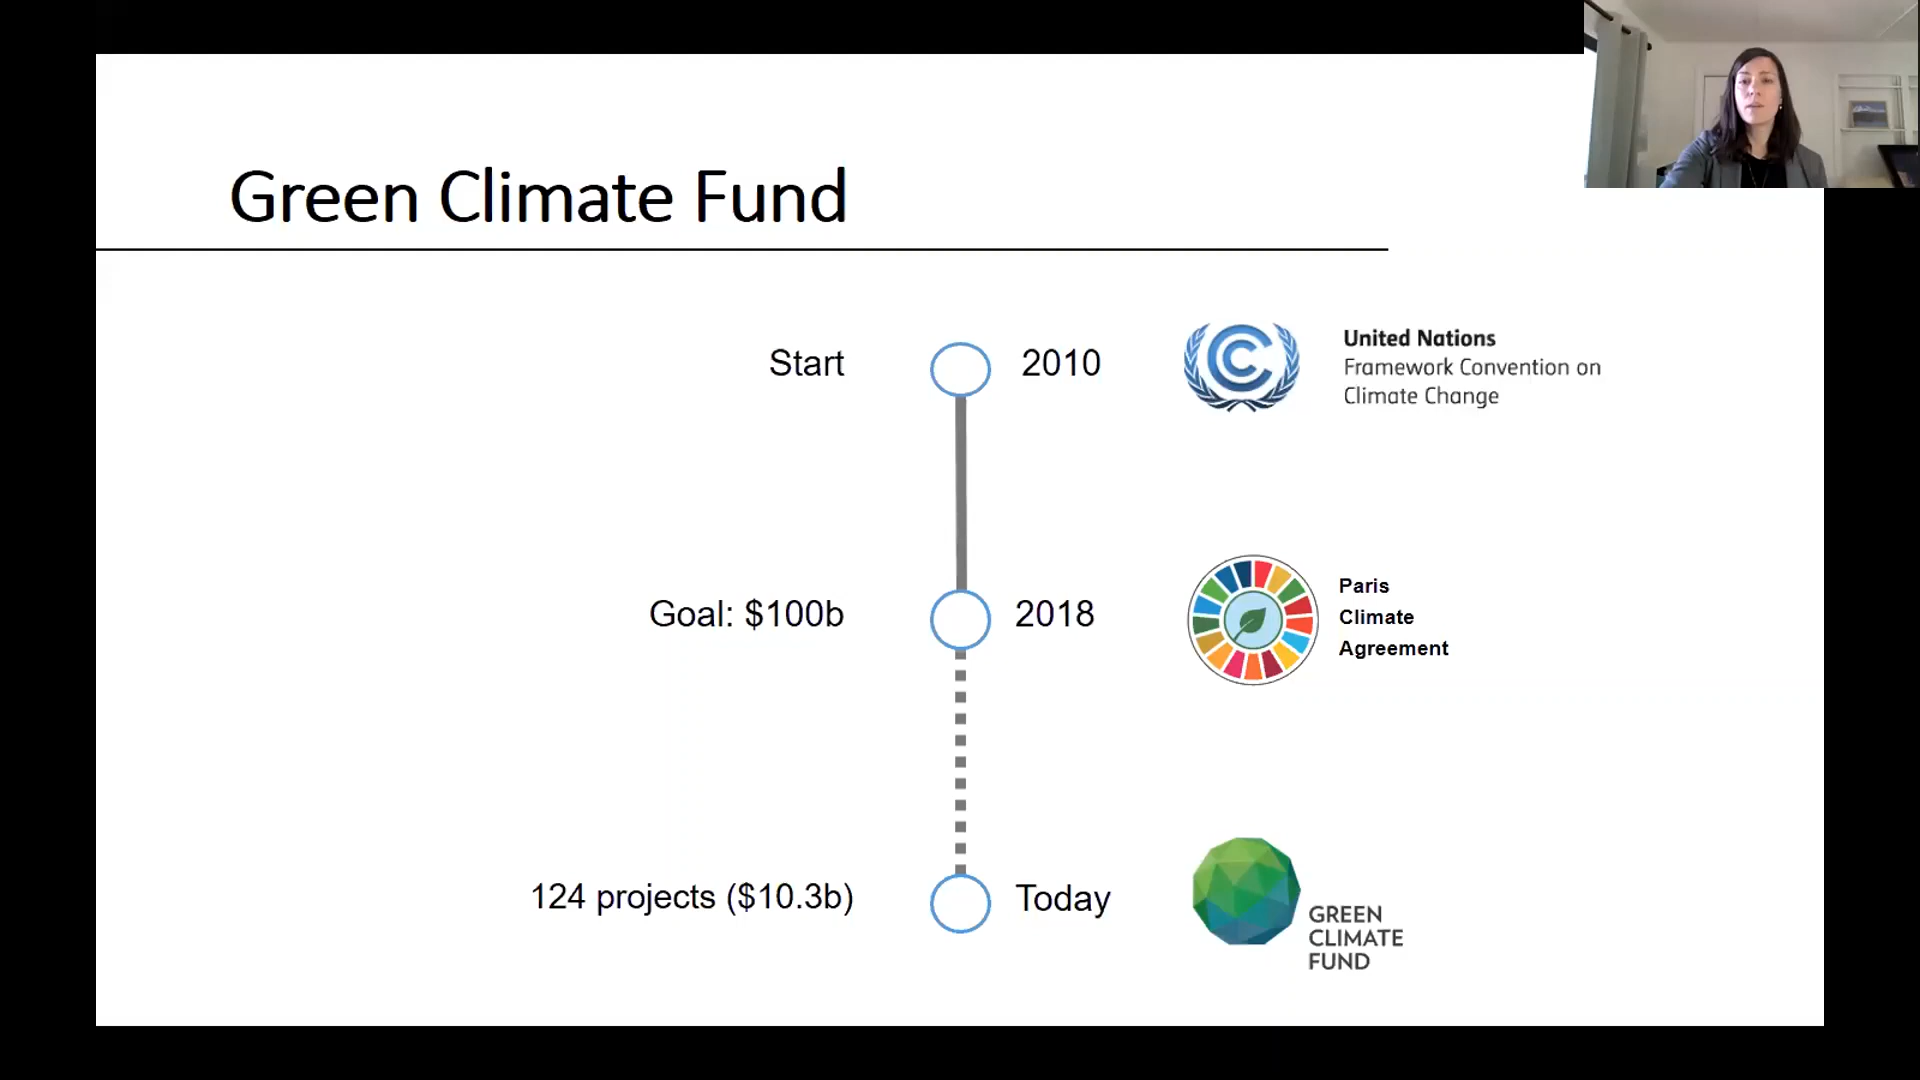 Green Climate Fund
Start
2010
United Nations
Framework Convention on
Climate Change
Goal: $100b
2018
Paris
Climate
Agreement
124 projects ($10.3b)
Today
GREEN
CLIMATE
FUND